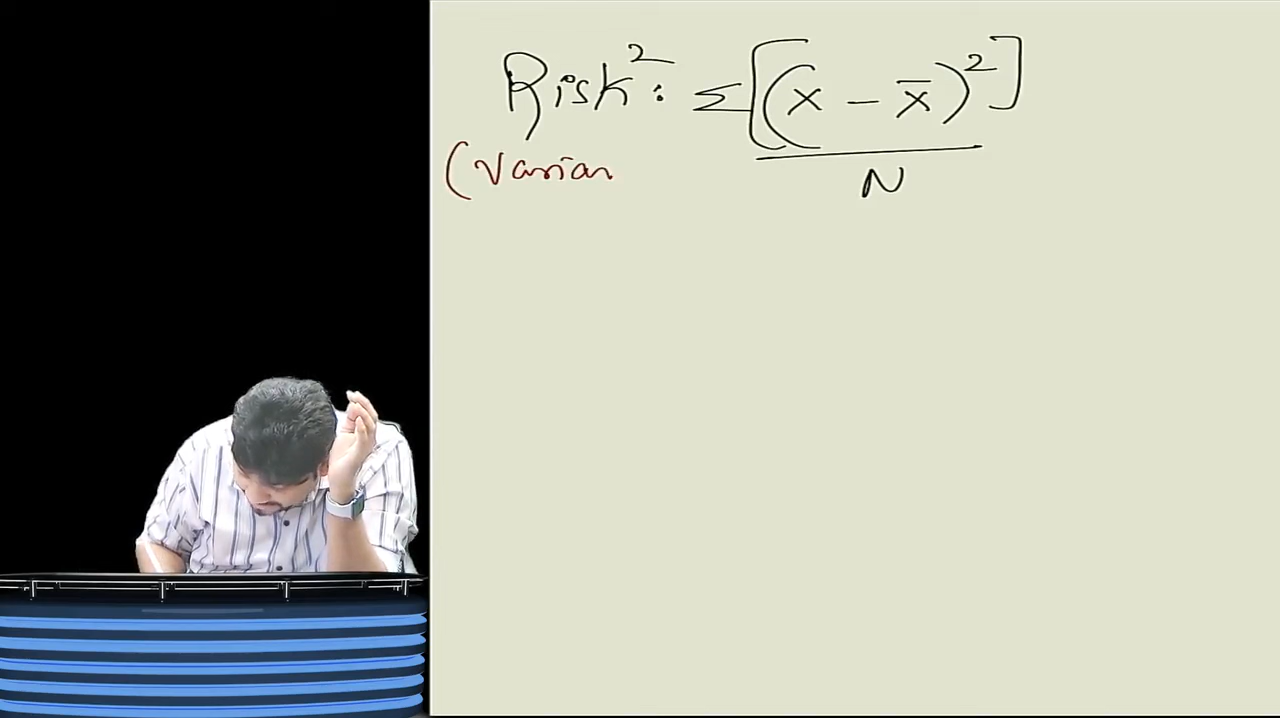 Risk²: Σ[(x - x̄)²]
N
(Varian